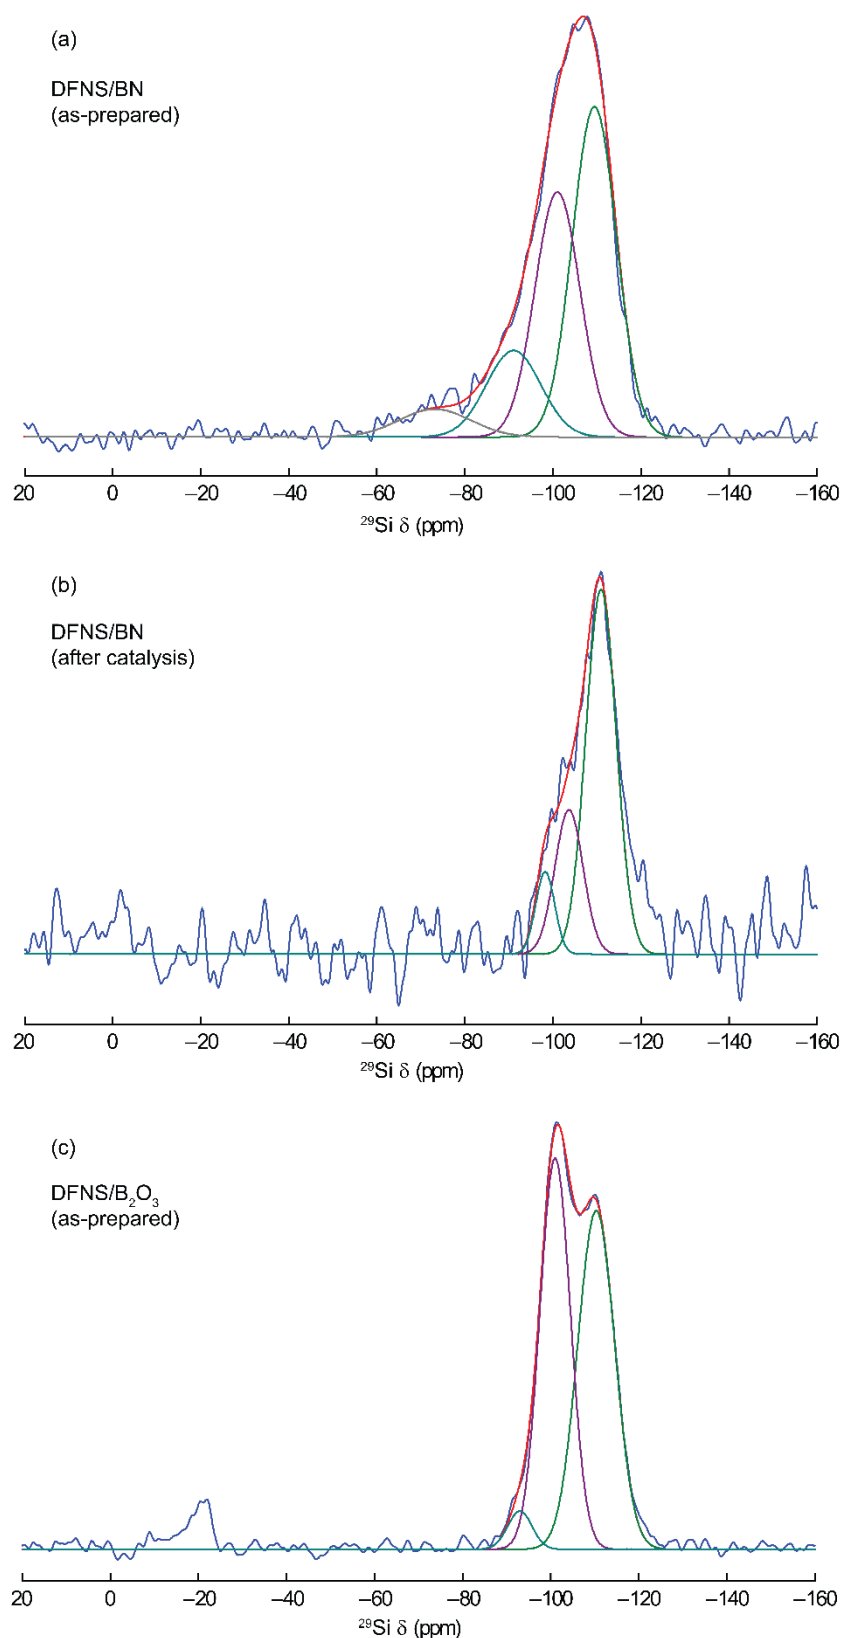 (a)
DFNS/BN
(as-prepared)
20 0 −20 −40 −60 −80 −100 −120 −140 −160
²⁹Si δ (ppm)
(b)
DFNS/BN
(after catalysis)
20 0 −20 −40 −60 −80 −100 −120 −140 −160
²⁹Si δ (ppm)
(c)
DFNS/B₂O₃
(as-prepared)
20 0 −20 −40 −60 −80 −100 −120 −140 −160
²⁹Si δ (ppm)